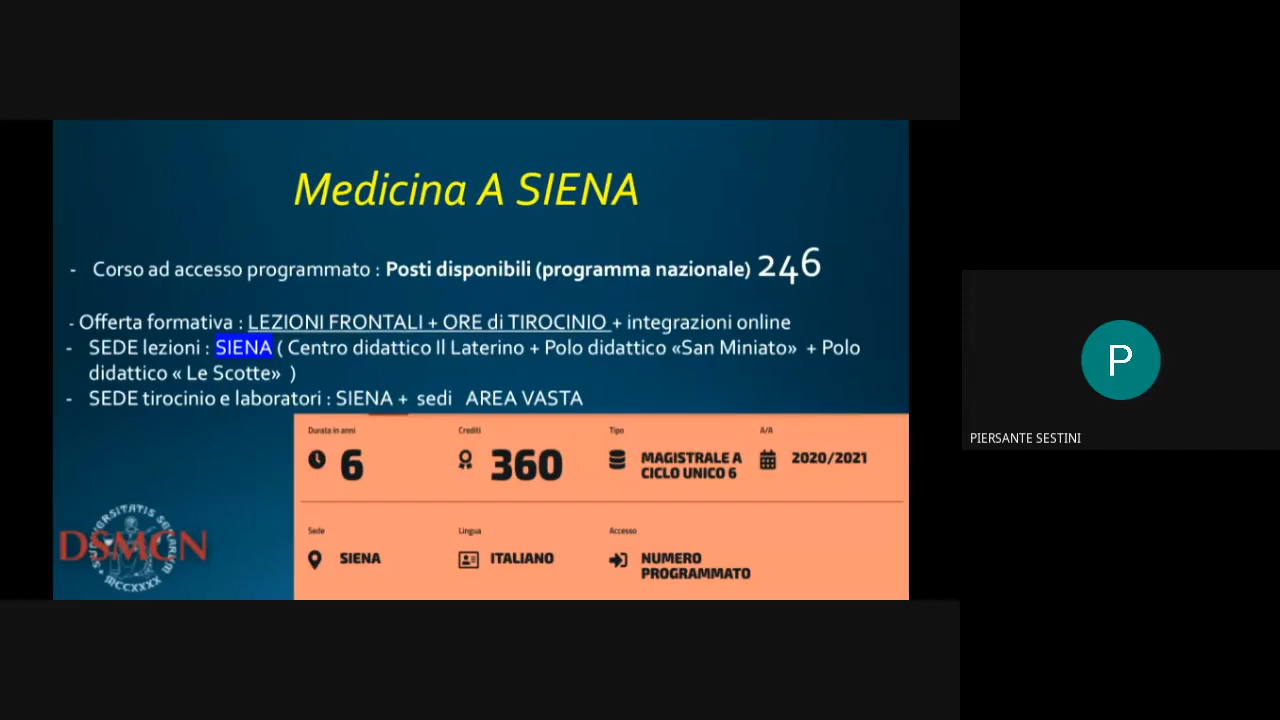 Medicina A SIENA
- Corso ad accesso programmato : Posti disponibili (programma nazionale) 246
- Offerta formativa : LEZIONI FRONTALI + ORE di TIROCINIO + integrazioni online
- SEDE lezioni : SIENA ( Centro didattico Il Laterino + Polo didattico «San Miniato» + Polo
didattico « Le Scotte» )
- SEDE tirocinio e laboratori : SIENA + sedi AREA VASTA
Durata in anni
6
Crediti
360
Tipo
MAGISTRALE A
CICLO UNICO 6
A/A
2020/2021
Sede
SIENA
Lingua
ITALIANO
Accesso
NUMERO
PROGRAMMATO
DSMCN
MCCXXXX
P
PIERSANTE SESTINI